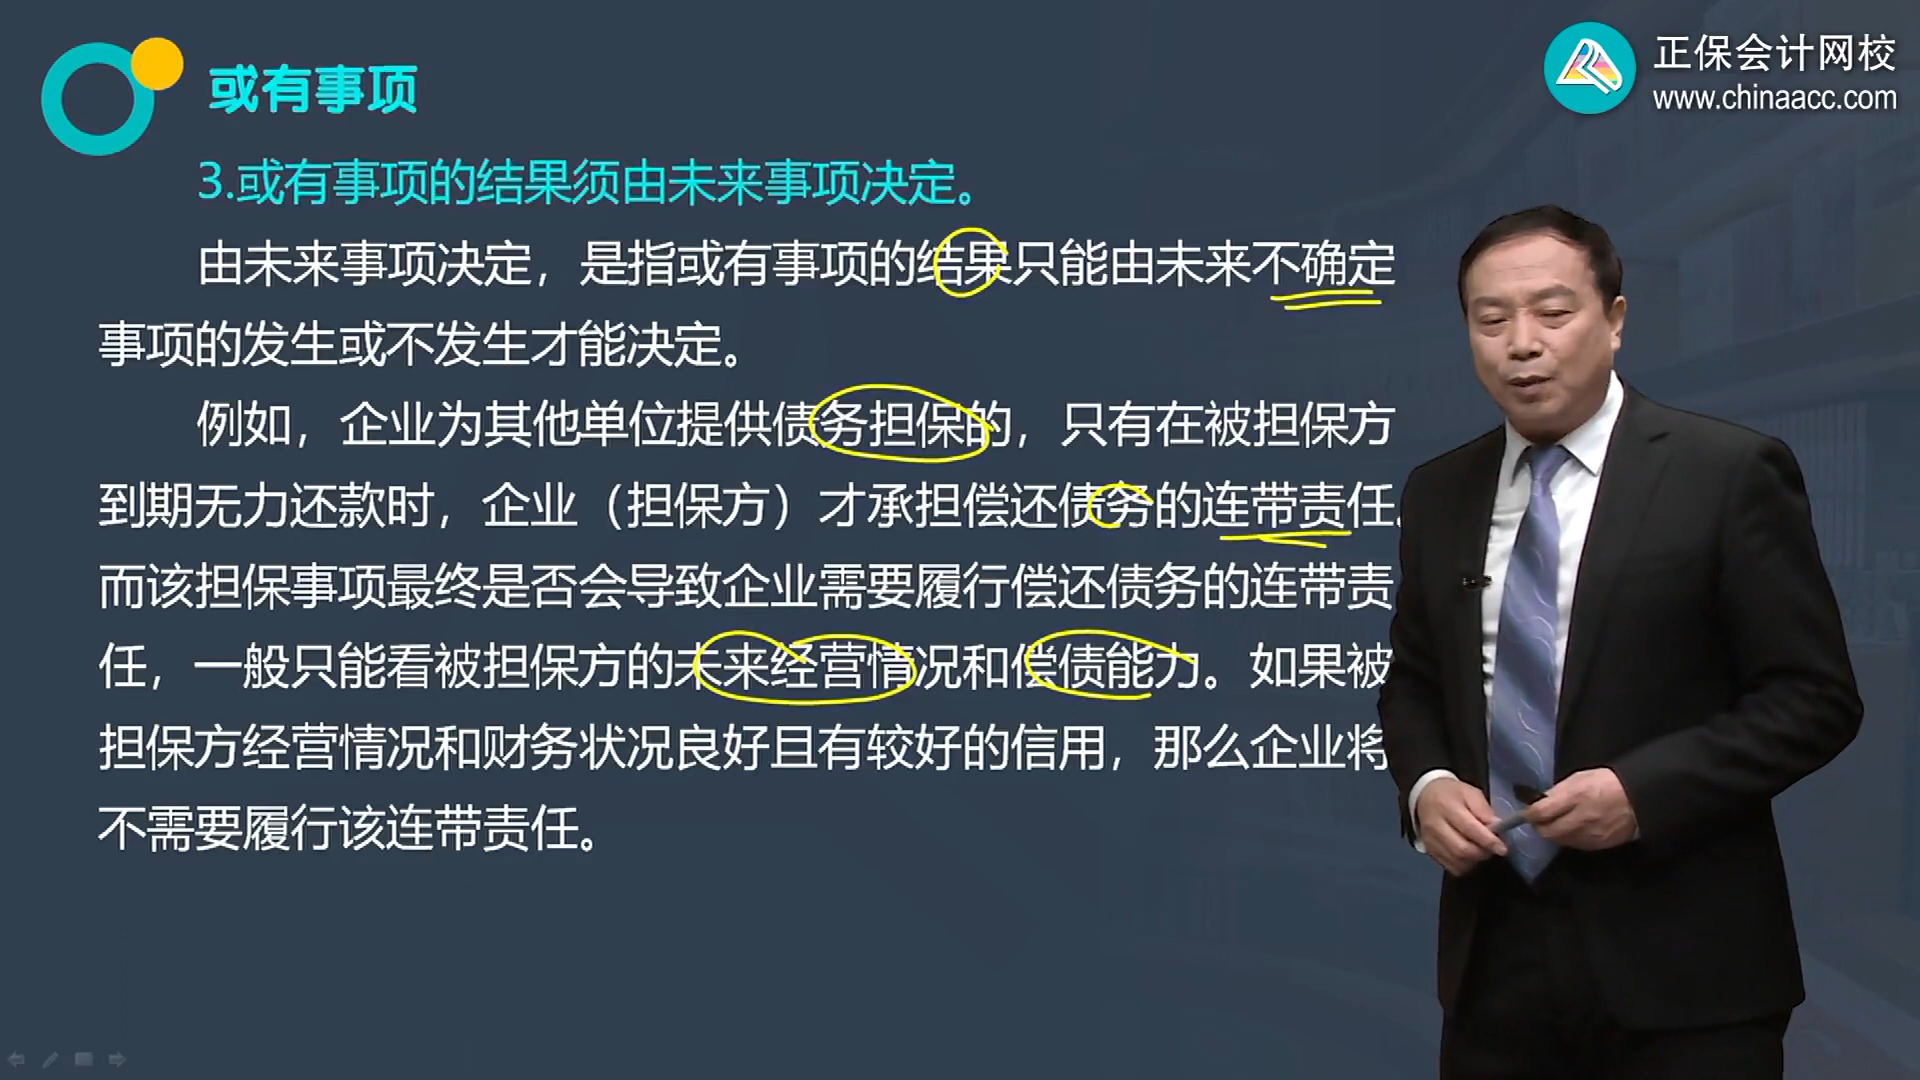 或有事项
正保会计网校
www.chinaacc.com
3.或有事项的结果须由未来事项决定。
由未来事项决定，是指或有事项的结果只能由未来不确定
事项的发生或不发生才能决定。
例如，企业为其他单位提供债务担保的，只有在被担保方
到期无力还款时，企业（担保方）才承担偿还债务的连带责任。
而该担保事项最终是否会导致企业需要履行偿还债务的连带责
任，一般只能看被担保方的未来经营情况和偿债能力。如果被
担保方经营情况和财务状况良好且有较好的信用，那么企业将
不需要履行该连带责任。